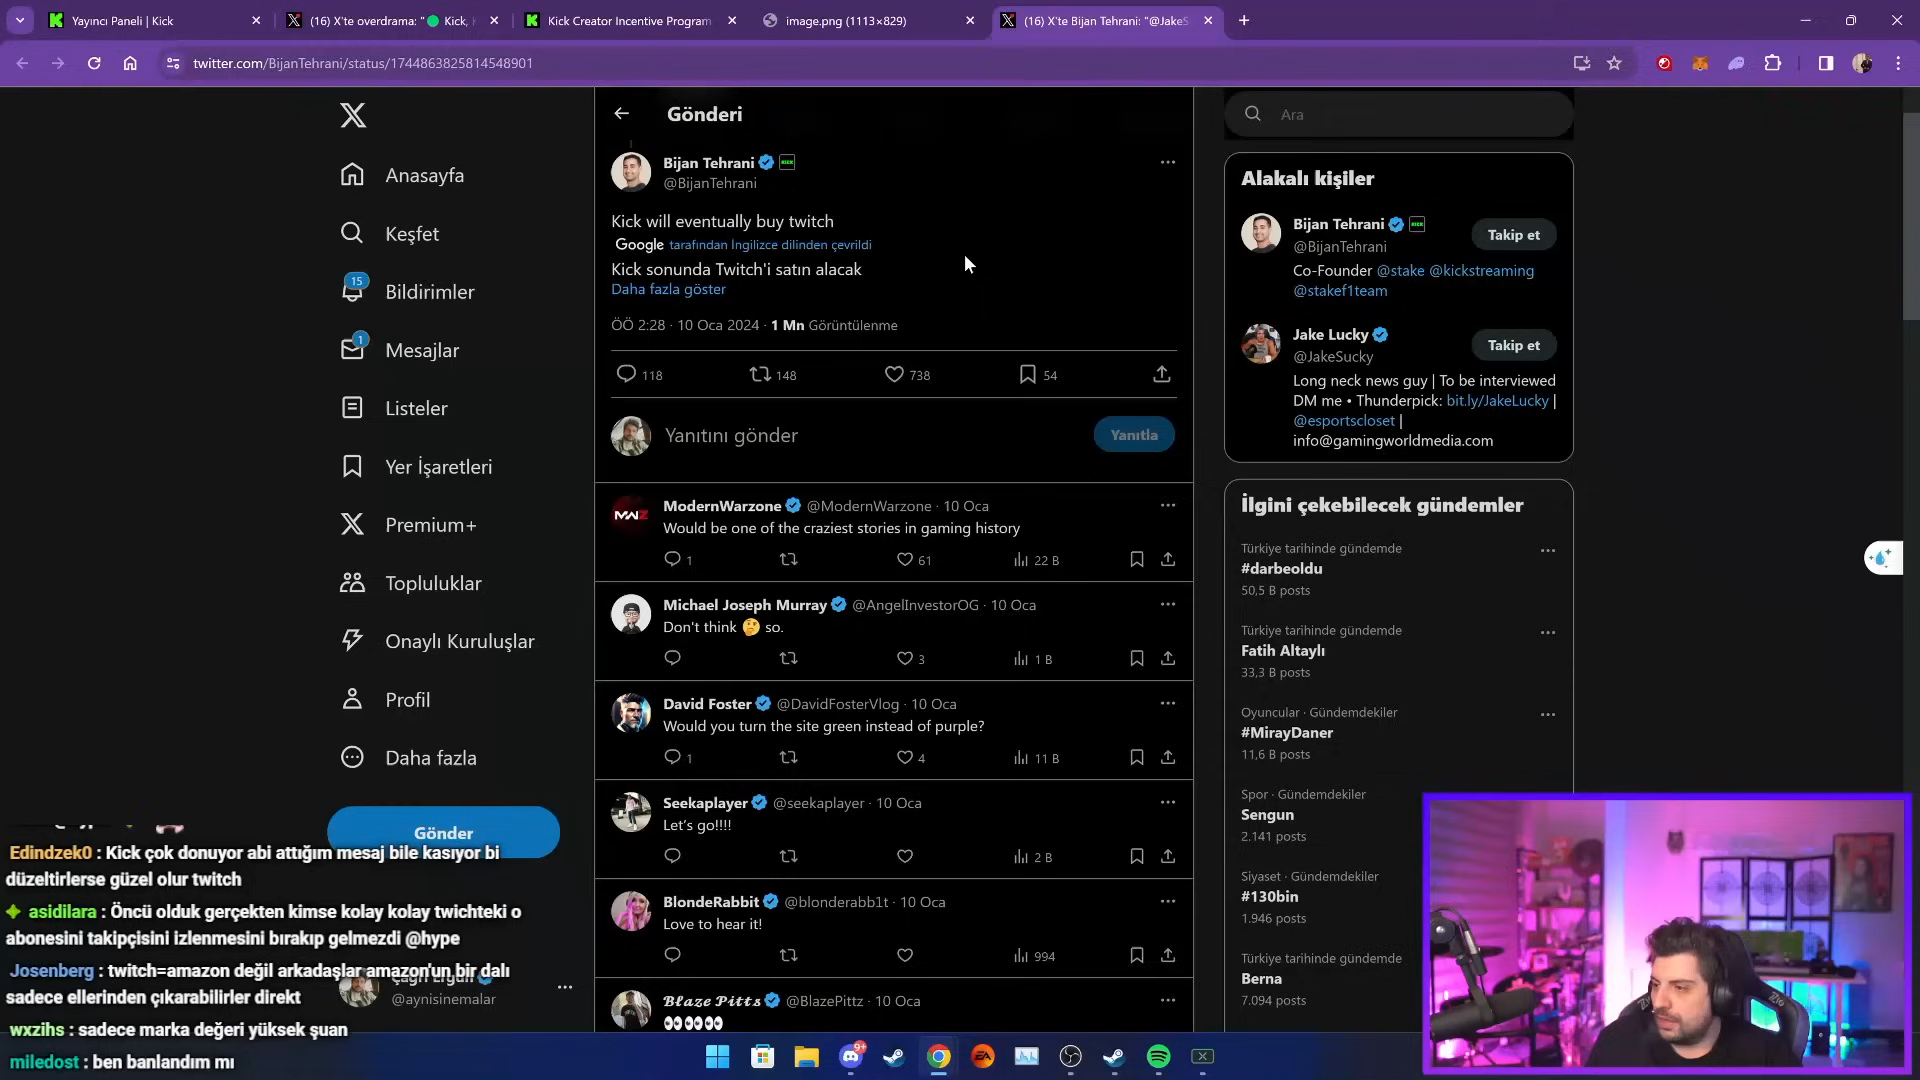 Yayıncı Paneli | Kick
(16) X'te overdrama: "🟢 Kick,
Kick Creator Incentive Program
image.png (1113×829)
(16) X'te Bijan Tehrani: "@JakeS
twitter.com/BijanTehrani/status/1744863825814548901
Anasayfa
Keşfet
15
Bildirimler
1
Mesajlar
Listeler
Yer İşaretleri
Premium+
Topluluklar
Onaylı Kuruluşlar
Profil
Daha fazla
Gönder
@aynisinemalar
Gönderi
Bijan Tehrani
@BijanTehrani
Kick will eventually buy twitch
Google tarafından İngilizce dilinden çevrildi
Kick sonunda Twitch'i satın alacak
Daha fazla göster
ÖÖ 2:28 · 10 Oca 2024 · 1 Mn Görüntülenme
118 148 738 54
Yanıtını gönder
Yanıtla
ModernWarzone @ModernWarzone · 10 Oca
Would be one of the craziest stories in gaming history
1 61 22 B
Michael Joseph Murray @AngelInvestorOG · 10 Oca
Don't think 🤔 so.
3 1 B
David Foster @DavidFosterVlog · 10 Oca
Would you turn the site green instead of purple?
1 4 11 B
Seekaplayer @seekaplayer · 10 Oca
Let's go!!!!
2 B
BlondeRabbit @blonderabb1t · 10 Oca
Love to hear it!
994
𝓑𝓵𝓪𝔃𝓮 𝓟𝓲𝓽𝓽𝓼 @BlazePittz · 10 Oca
👀👀👀
Ara
Alakalı kişiler
Bijan Tehrani
@BijanTehrani
Takip et
Co-Founder @stake @kickstreaming
@stakef1team
Jake Lucky
@JakeSucky
Takip et
Long neck news guy | To be interviewed
DM me • Thunderpick: bit.ly/JakeLucky |
@esportscloset |
info@gamingworldmedia.com
İlgini çekebilecek gündemler
Türkiye tarihinde gündemde
#darbeoldu
50,5 B posts
Türkiye tarihinde gündemde
Fatih Altaylı
33,3 B posts
Oyuncular · Gündemdekiler
#MirayDaner
11,6 B posts
Spor · Gündemdekiler
Sengun
2.141 posts
Siyaset · Gündemdekiler
#130bin
1.946 posts
Türkiye tarihinde gündemde
Berna
7.094 posts
Edindzek0 : Kick çok donuyor abi attığım mesaj bile kasıyor bi
düzeltirlerse güzel olur twitch
asidilara : Öncü olduk gerçekten kimse kolay kolay twichteki o
abonesini takipçisini izlenmesini bırakıp gelmezdi @hype
Josenberg : twitch=amazon değil arkadaşlar amazon'un bir dalı
sadece ellerinden çıkarabilirler direkt
wxzihs : sadece marka değeri yüksek şuan
miledost : ben banlandım mı
9+